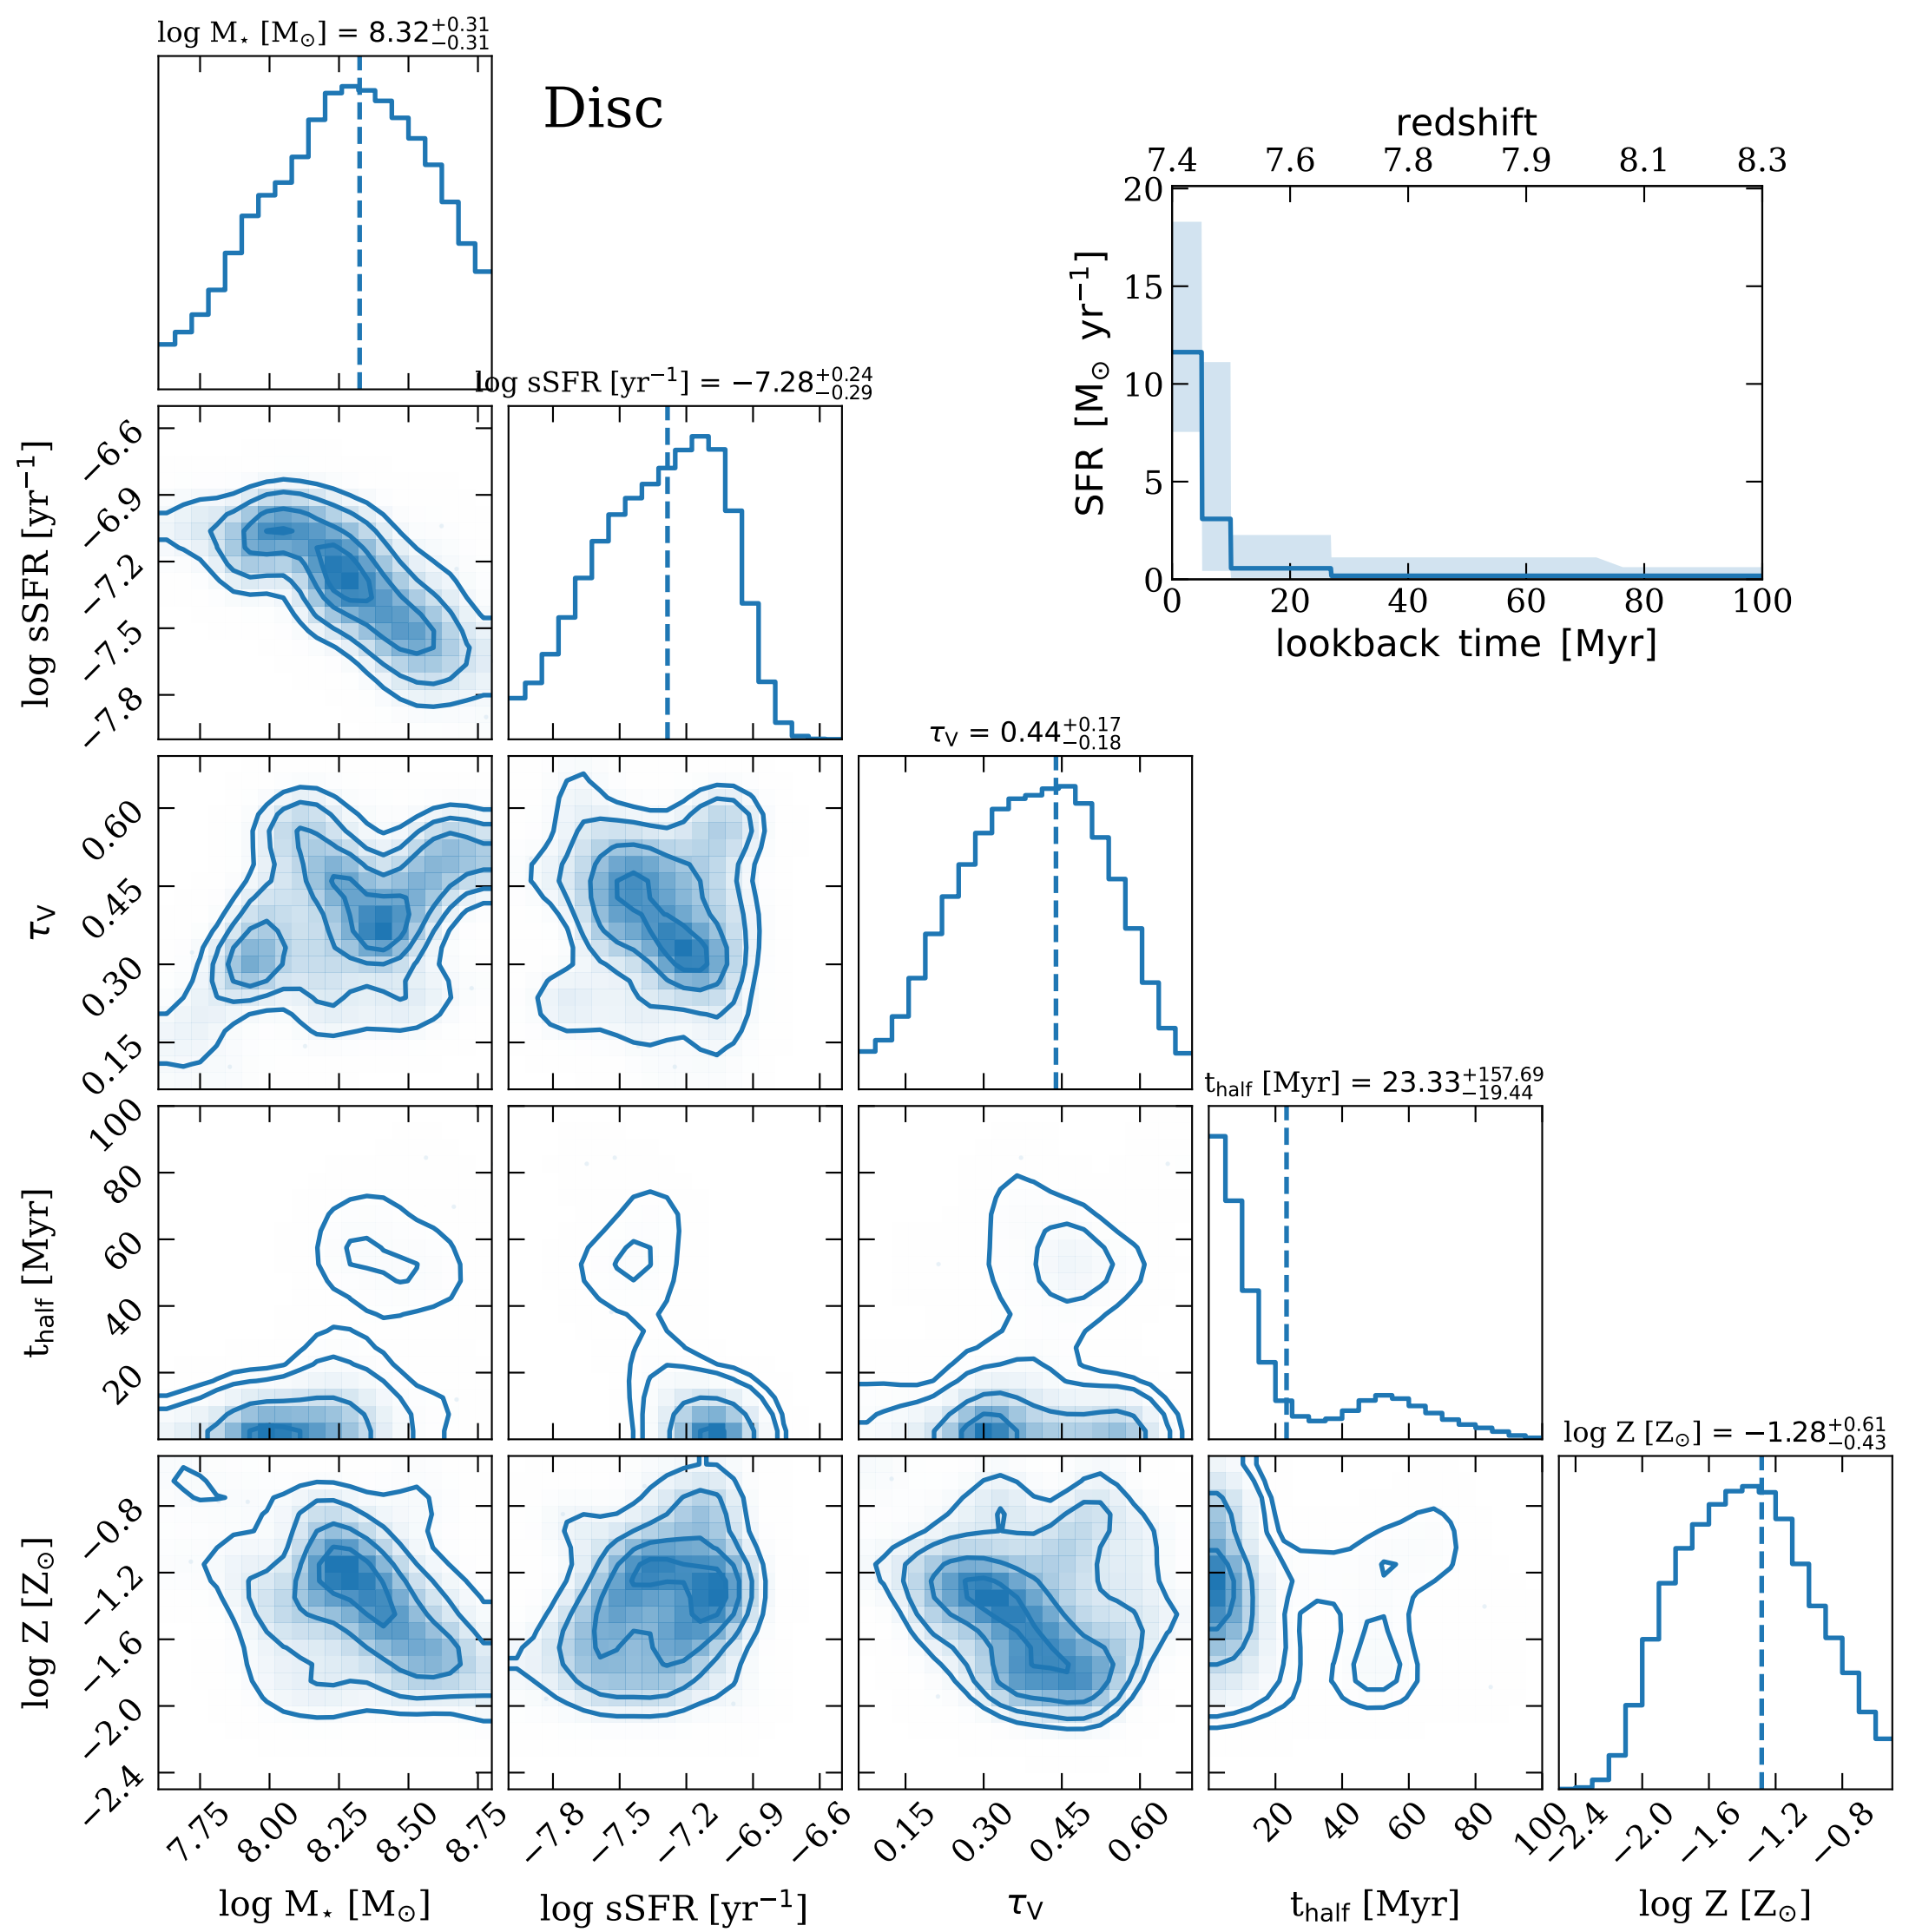 log M⋆ [M⊙] = 8.32 +0.31 −0.31
Disc
redshift
7.4 7.6 7.8 7.9 8.1 8.3
20
15
10
5
0
SFR [M⊙ yr−1]
0 20 40 60 80 100
lookback time [Myr]
log sSFR [yr−1] = −7.28 +0.24 −0.29
−6.6
−6.9
−7.2
−7.5
−7.8
log sSFR [yr−1]
τV = 0.44 +0.17 −0.18
0.60
0.45
0.30
0.15
τV
thalf [Myr] = 23.33 +157.69 −19.44
100
80
60
40
20
thalf [Myr]
log Z [Z⊙] = −1.28 +0.61 −0.43
−0.8
−1.2
−1.6
−2.0
−2.4
log Z [Z⊙]
7.75 8.00 8.25 8.50 8.75 −7.8 −7.5 −7.2 −6.9 −6.6 0.15 0.30 0.45 0.60 20 40 60 80 100 −2.4 −2.0 −1.6 −1.2 −0.8
log M⋆ [M⊙] log sSFR [yr−1] τV thalf [Myr] log Z [Z⊙]